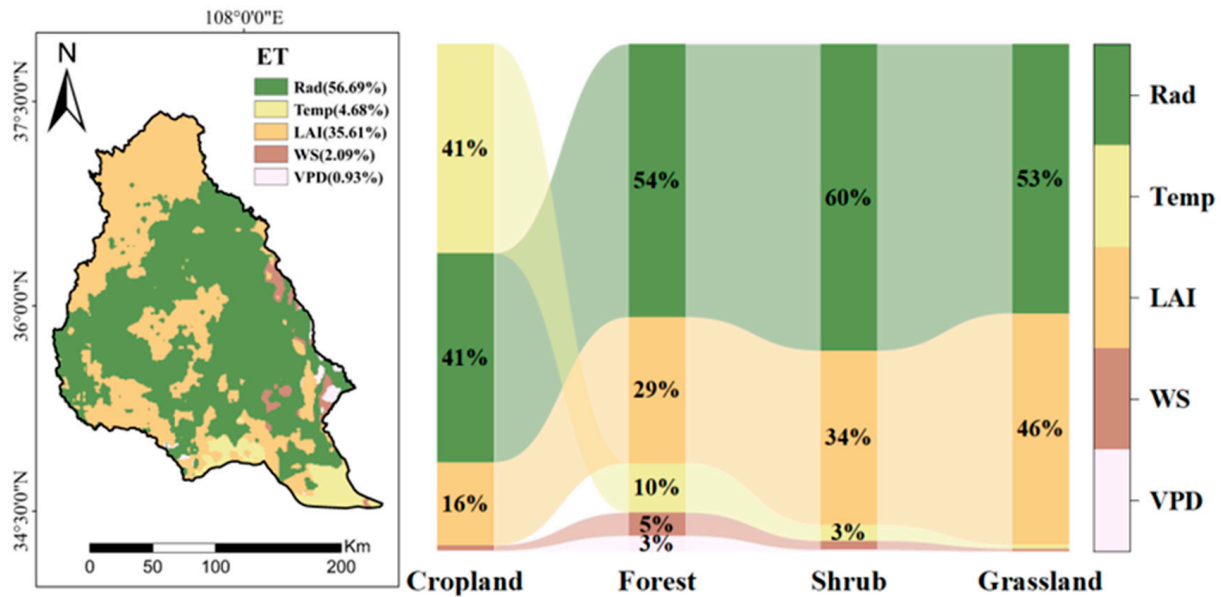 108°0'0"E
N
ET
Rad(56.69%)
Temp(4.68%)
LAI(35.61%)
WS(2.09%)
VPD(0.93%)
37°30'0"N
36°0'0"N
34°30'0"N
Km
0 50 100 200
41%
41%
16%
54%
29%
10%
5%
3%
60%
34%
3%
53%
46%
Cropland Forest Shrub Grassland
Rad
Temp
LAI
WS
VPD